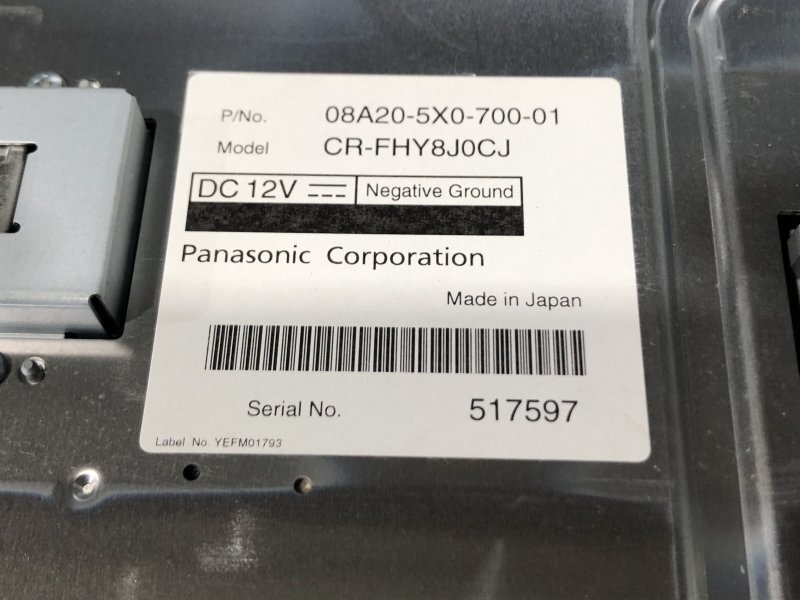 P/No. 08A20-5X0-700-01
Model CR-FHY8J0CJ
DC 12V ⎓ Negative Ground
Panasonic Corporation
Made in Japan
Serial No. 517597
Label No. YEFM01793